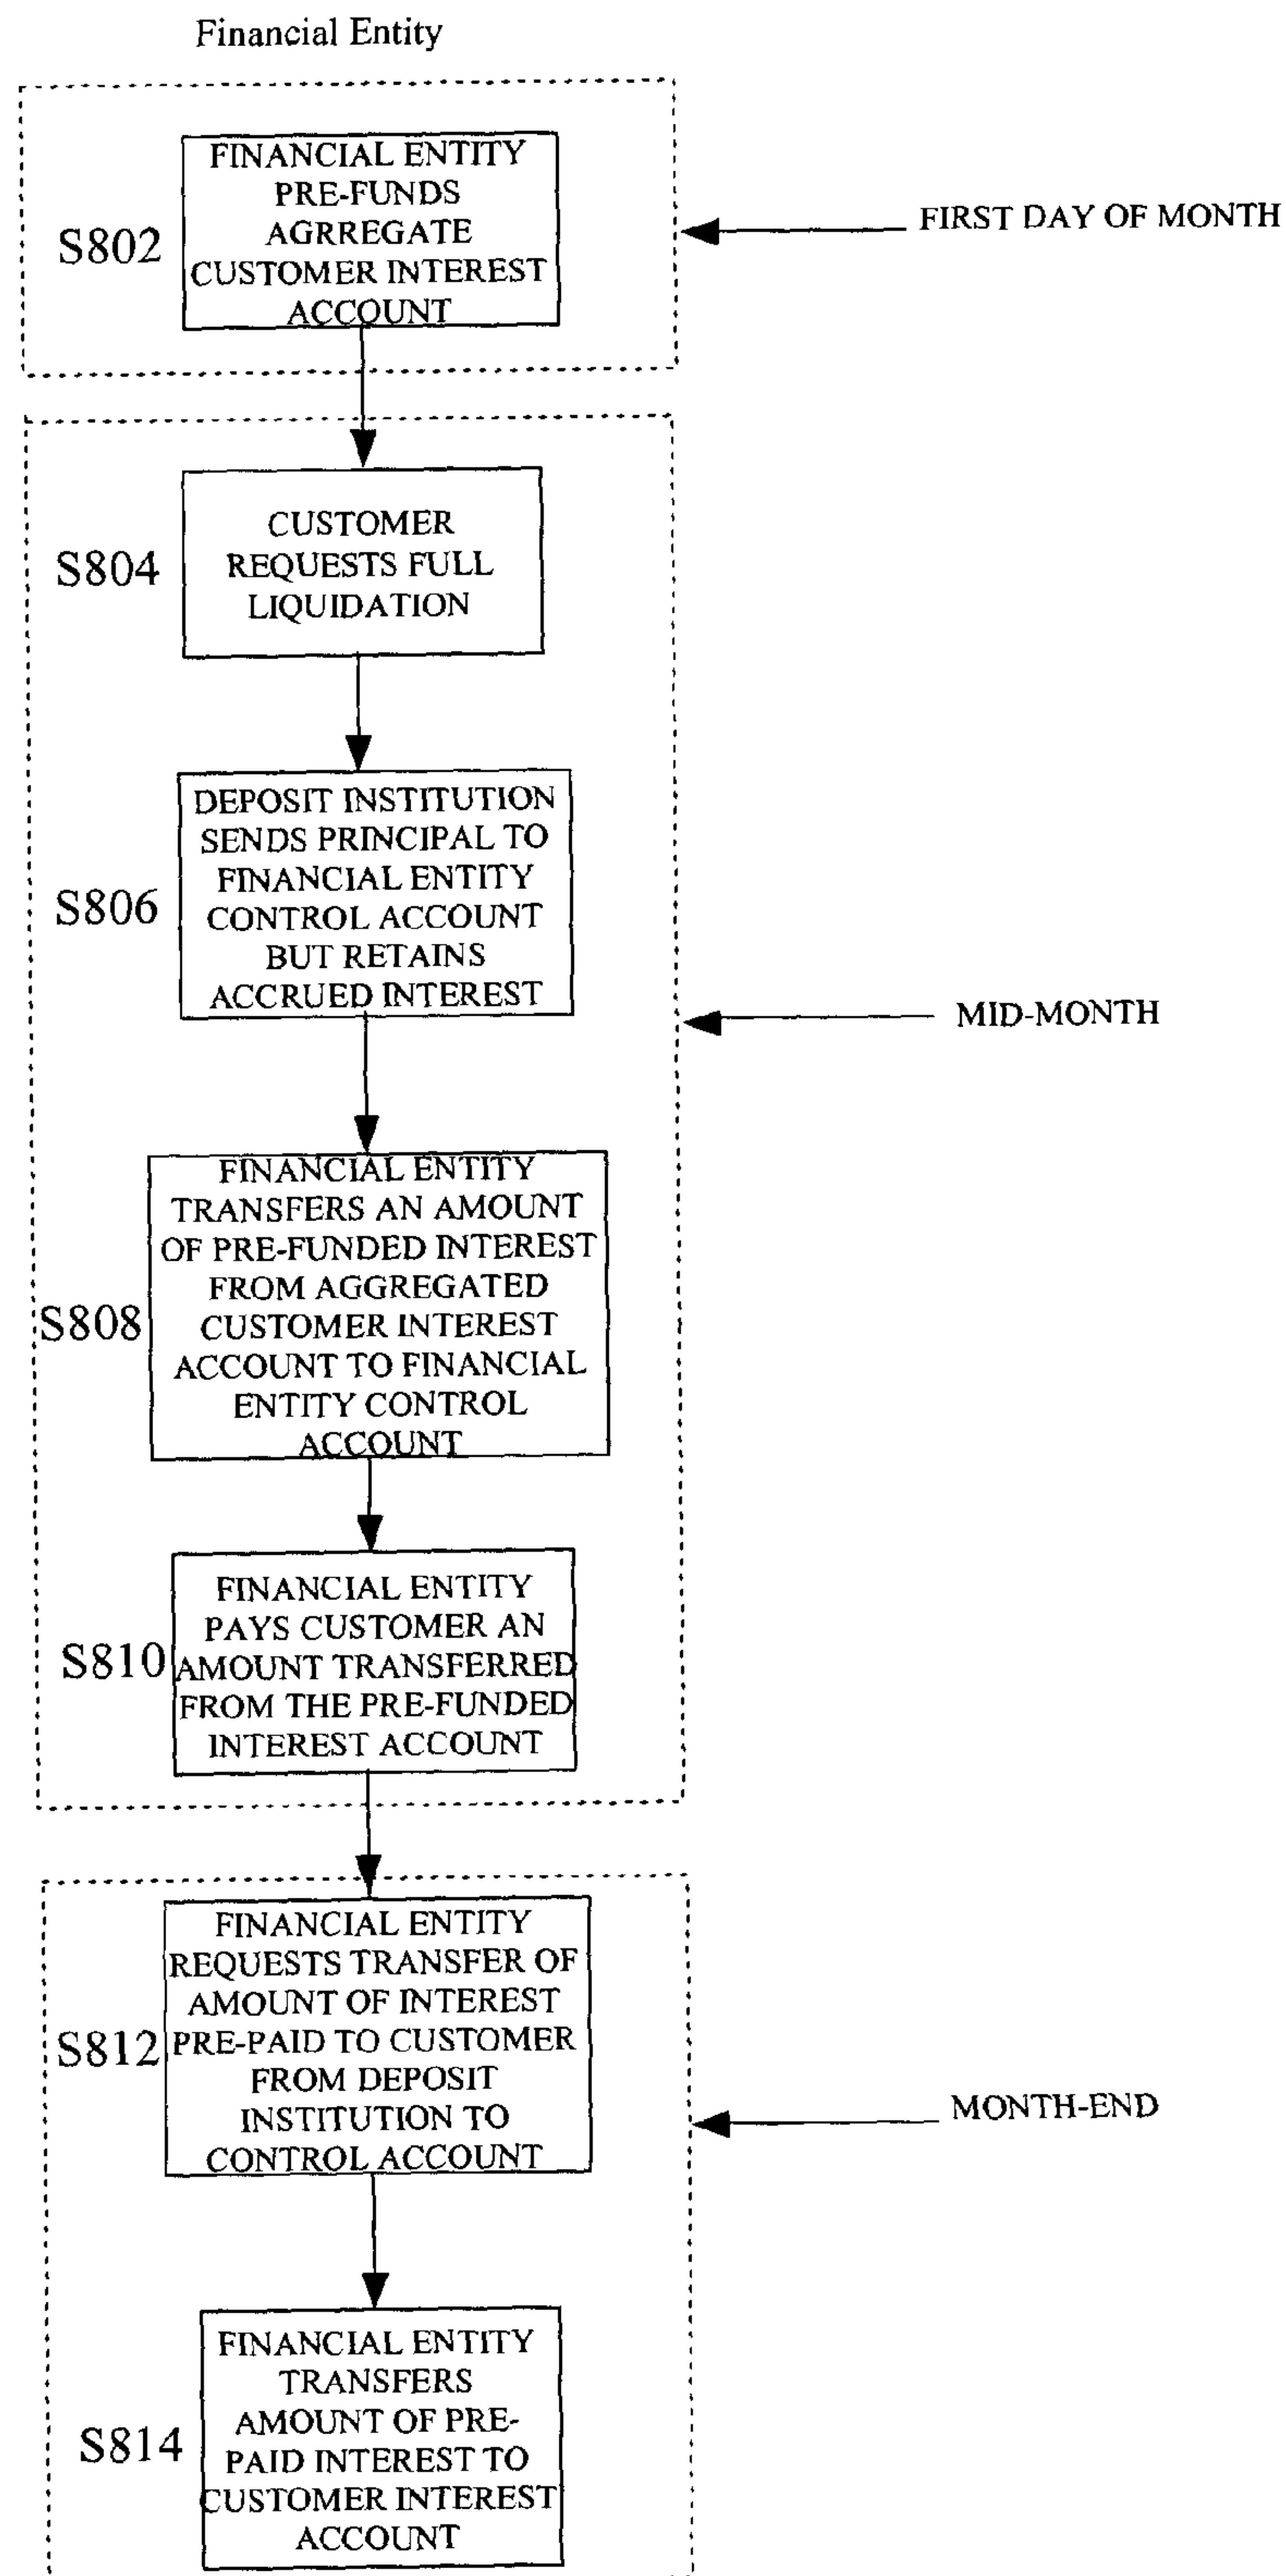 Financial Entity
FINANCIAL ENTITY
PRE-FUNDS
AGRREGATE
CUSTOMER INTEREST
ACCOUNT
S802
FIRST DAY OF MONTH
CUSTOMER
REQUESTS FULL
LIQUIDATION
S804
DEPOSIT INSTITUTION
SENDS PRINCIPAL TO
FINANCIAL ENTITY
CONTROL ACCOUNT
BUT RETAINS
ACCRUED INTEREST
S806
MID-MONTH
FINANCIAL ENTITY
TRANSFERS AN AMOUNT
OF PRE-FUNDED INTEREST
FROM AGGREGATED
CUSTOMER INTEREST
ACCOUNT TO FINANCIAL
ENTITY CONTROL
ACCOUNT
S808
FINANCIAL ENTITY
PAYS CUSTOMER AN
AMOUNT TRANSFERRED
FROM THE PRE-FUNDED
INTEREST ACCOUNT
S810
FINANCIAL ENTITY
REQUESTS TRANSFER OF
AMOUNT OF INTEREST
PRE-PAID TO CUSTOMER
FROM DEPOSIT
INSTITUTION TO
CONTROL ACCOUNT
S812
MONTH-END
FINANCIAL ENTITY
TRANSFERS
AMOUNT OF PRE-
PAID INTEREST TO
CUSTOMER INTEREST
ACCOUNT
S814